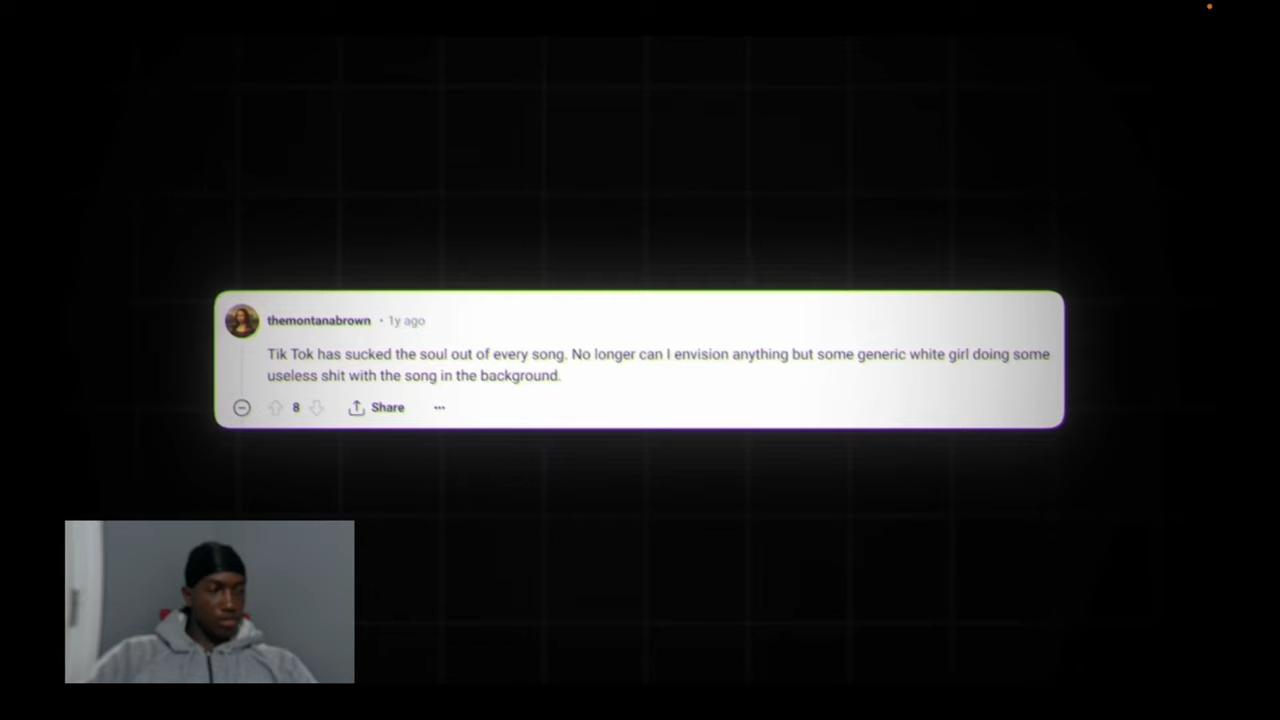 themontanabrown • 1y ago
Tik Tok has sucked the soul out of every song. No longer can I envision anything but some generic white girl doing some
useless shit with the song in the background.
8 Share ...